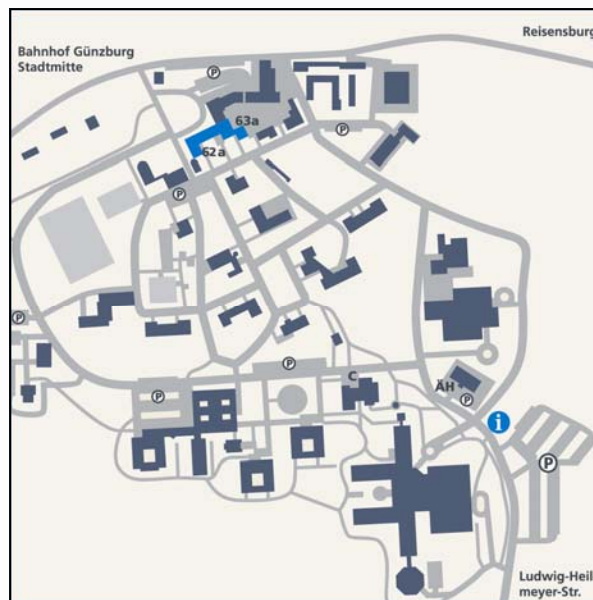 Bahnhof Günzburg
Stadtmitte
Reisensburg
P
63a
P
62a
P
P
P
C
ÄH
P
P
i
P
Ludwig-Heil
meyer-Str.